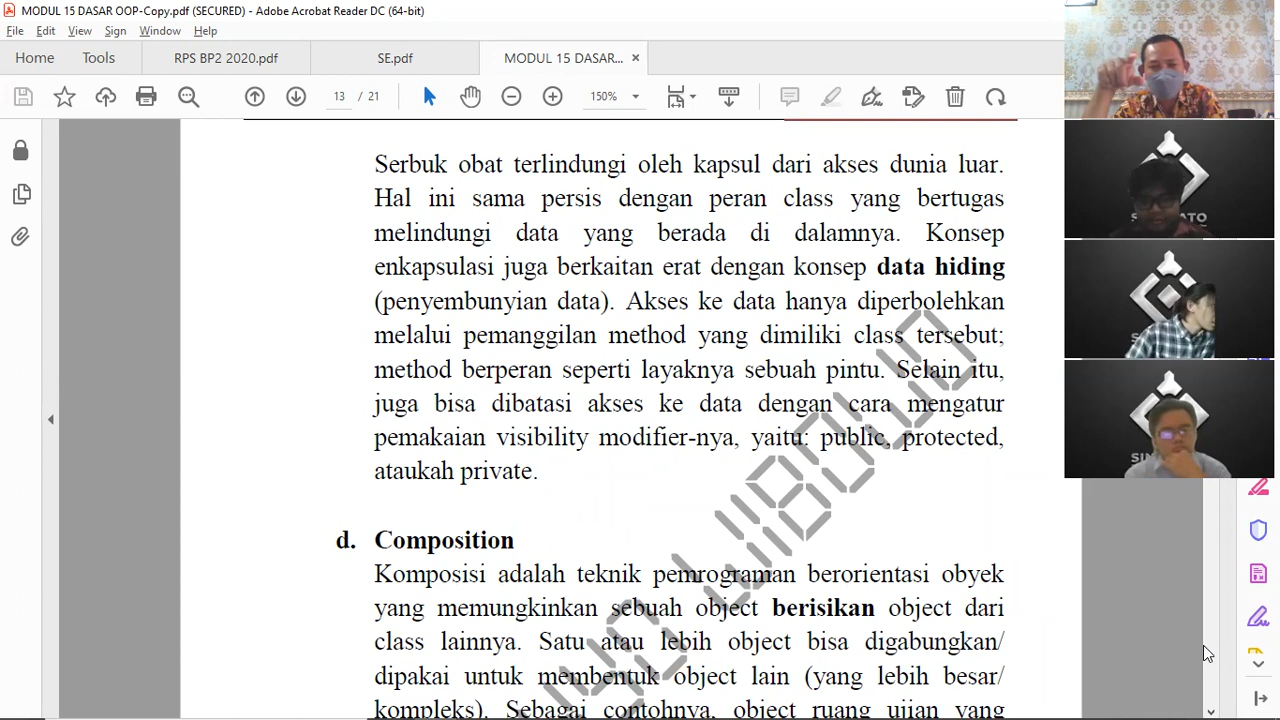 MODUL 15 DASAR OOP-Copy.pdf (SECURED) - Adobe Acrobat Reader DC (64-bit)
File Edit View Sign Window Help
Home Tools RPS BP2 2020.pdf SE.pdf MODUL 15 DASAR... ×
13 / 21 150%
Serbuk obat terlindungi oleh kapsul dari akses dunia luar.
Hal ini sama persis dengan peran class yang bertugas
melindungi data yang berada di dalamnya. Konsep
enkapsulasi juga berkaitan erat dengan konsep data hiding
(penyembunyian data). Akses ke data hanya diperbolehkan
melalui pemanggilan method yang dimiliki class tersebut;
method berperan seperti layaknya sebuah pintu. Selain itu,
juga bisa dibatasi akses ke data dengan cara mengatur
pemakaian visibility modifier-nya, yaitu: public, protected,
ataukah private.
d. Composition
Komposisi adalah teknik pemrograman berorientasi obyek
yang memungkinkan sebuah object berisikan object dari
class lainnya. Satu atau lebih object bisa digabungkan/
dipakai untuk membentuk object lain (yang lebih besar/
kompleks). Sebagai contohnya, object ruang ujian yang
WIBOWO